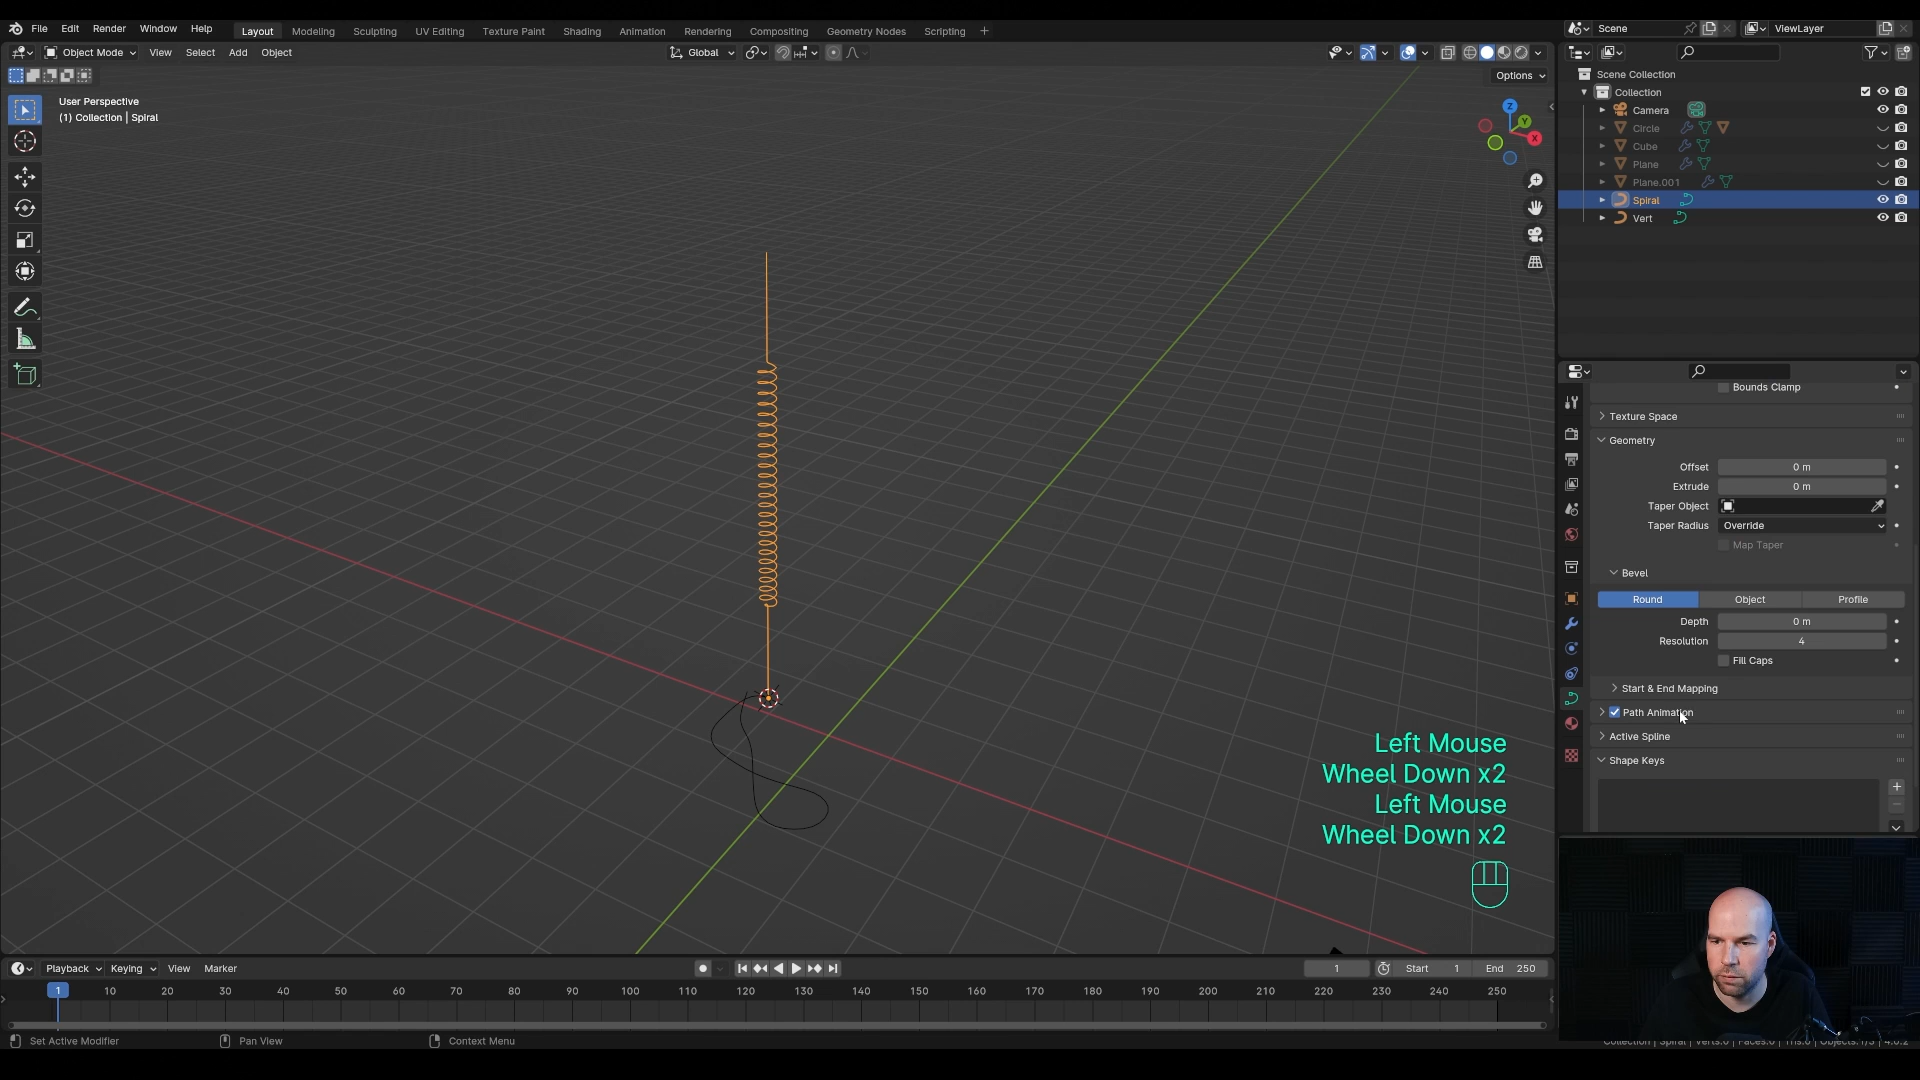 File Edit Render Window Help Layout Modeling Sculpting UV Editing Texture Paint Shading Animation Rendering Compositing Geometry Nodes Scripting + Scene ViewLayer
Object Mode View Select Add Object Global
Options
User Perspective
(1) Collection | Spiral
Z
Y
X
Scene Collection
Collection
Camera
Circle
Cube
Plane
Plane.001
Spiral
Vert
Bounds Clamp
Texture Space
Geometry
Offset 0 m
Extrude 0 m
Taper Object
Taper Radius Override
Map Taper
Bevel
Round Object Profile
Depth 0 m
Resolution 4
Fill Caps
Start & End Mapping
Path Animation
Active Spline
Shape Keys
Left Mouse
Wheel Down x2
Left Mouse
Wheel Down x2
Playback Keying View Marker 1 Start 1 End 250
1 10 20 30 40 50 60 70 80 90 100 110 120 130 140 150 160 170 180 190 200 210 220 230 240 250
Set Active Modifier Pan View Context Menu